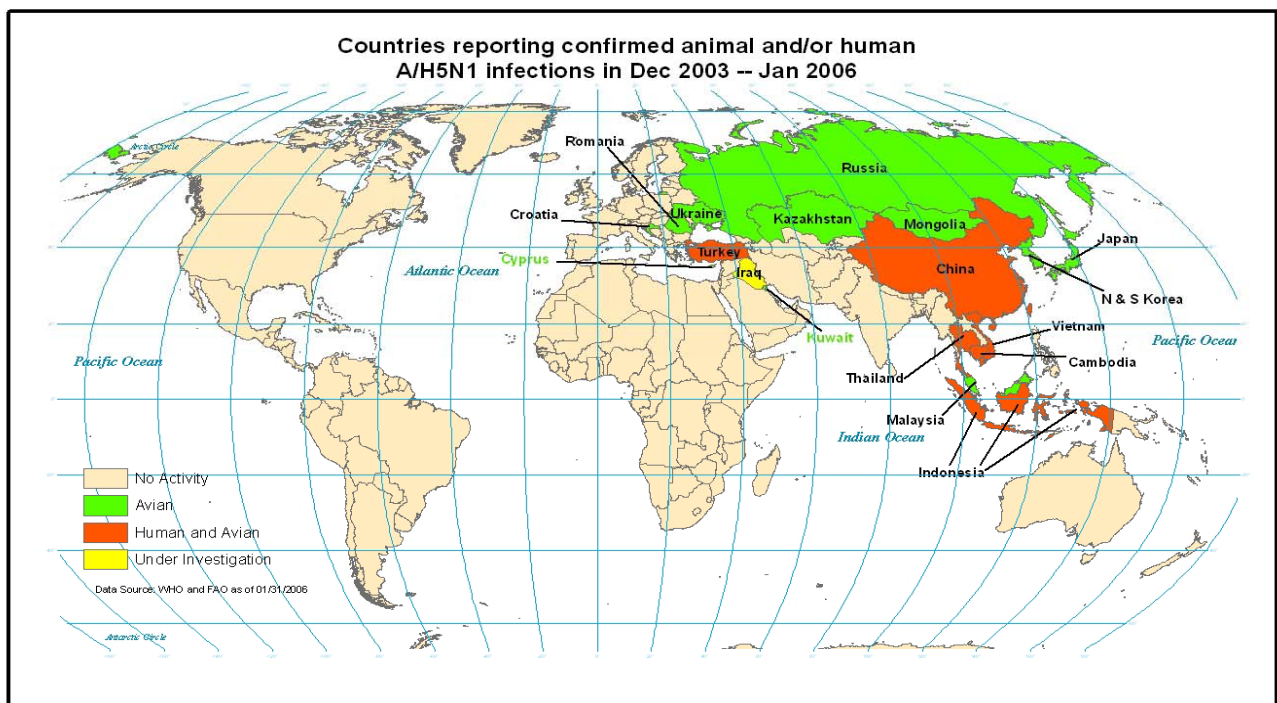 Countries reporting confirmed animal and/or human
A/H5N1 infections in Dec 2003 -- Jan 2006
Arctic Circle
Romania
Russia
Croatia
Ukraine
Kazakhstan
Mongolia
Japan
Turkey
Cyprus
Atlantic Ocean
Iraq
China
N & S Korea
Kuwait
Vietnam
Pacific Ocean
Pacific Ocean
Cambodia
Thailand
Malaysia
Indian Ocean
Indonesia
No Activity
Avian
Human and Avian
Under Investigation
Data Source: WHO and FAO as of 01/31/2006
Antarctic Circle